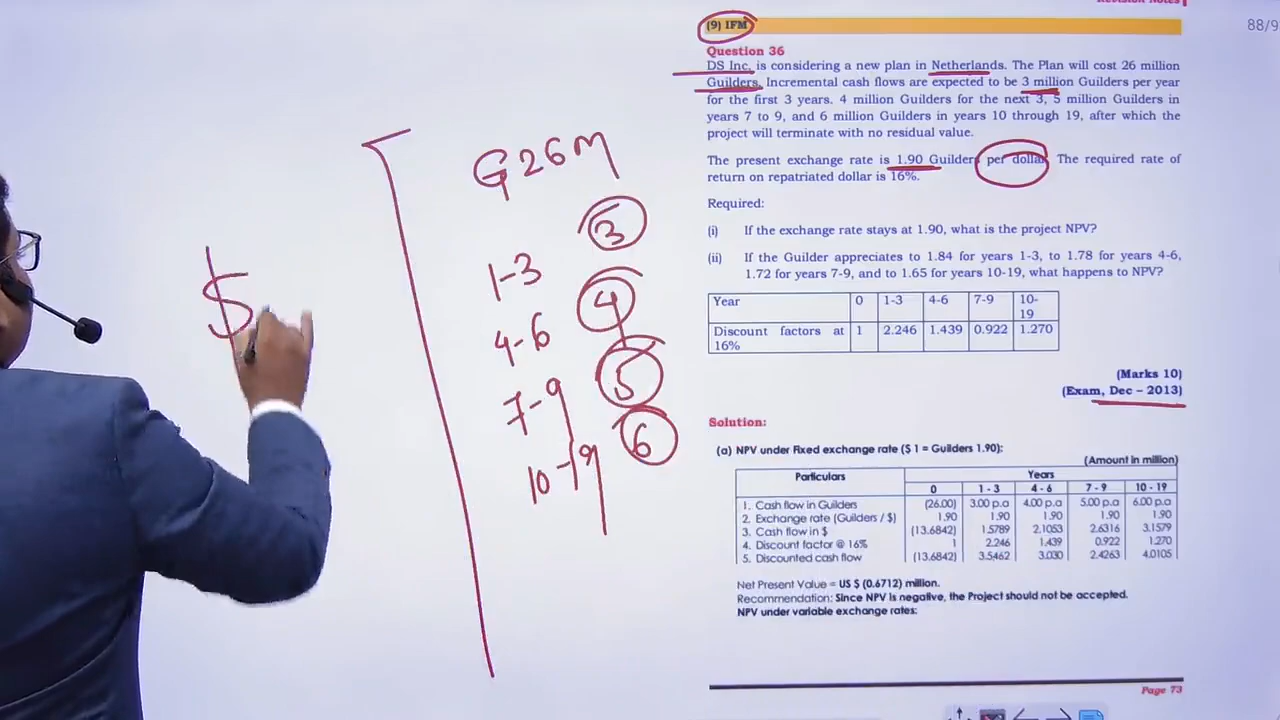 Revision Notes
88/9
(9) IFM
Question 36
DS Inc. is considering a new plan in Netherlands. The Plan will cost 26 million
Guilders. Incremental cash flows are expected to be 3 million Guilders per year
for the first 3 years. 4 million Guilders for the next 3, 5 million Guilders in
years 7 to 9, and 6 million Guilders in years 10 through 19, after which the
project will terminate with no residual value.
The present exchange rate is 1.90 Guilders per dollar. The required rate of
return on repatriated dollar is 16%.
Required:
(i) If the exchange rate stays at 1.90, what is the project NPV?
(ii) If the Guilder appreciates to 1.84 for years 1-3, to 1.78 for years 4-6,
1.72 for years 7-9, and to 1.65 for years 10-19, what happens to NPV?
Year 0 1-3 4-6 7-9 10-
19
Discount factors at 1 2.246 1.439 0.922 1.270
16%
(Marks 10)
(Exam, Dec – 2013)
Solution:
(a) NPV under Fixed exchange rate ($ 1 = Guilders 1.90):
(Amount in million)
Particulars Years
0 1 - 3 4 - 6 7 - 9 10 - 19
1. Cash flow in Guilders (26.00) 3.00 p.a 4.00 p.a 5.00 p.a 6.00 p.a
2. Exchange rate (Guilders / $) 1.90 1.90 1.90 1.90 1.90
3. Cash flow in $ (13.6842) 1.5789 2.1053 2.6316 3.1579
4. Discount factor @ 16% 1 2.246 1.439 0.922 1.270
5. Discounted cash flow (13.6842) 3.5462 3.030 2.4263 4.0105
Net Present Value = US $ (0.6712) million.
Recommendation: Since NPV is negative, the Project should not be accepted.
NPV under variable exchange rates:
Page 73
G26M
1-3 3
4-6 4
7-9 5
10-19 6
$